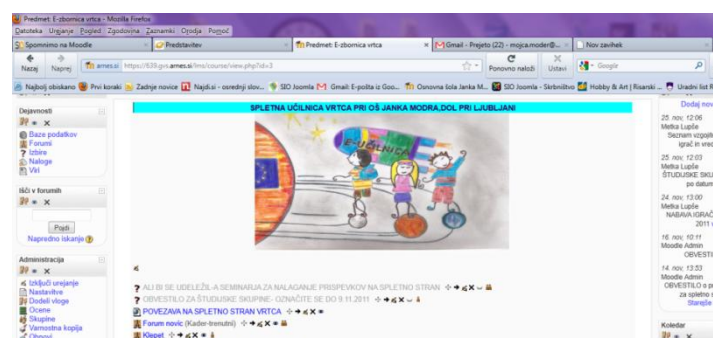 Predmet: E-zbornica vrtca - Mozilla Firefox
Datoteka Urejanje Pogled Zgodovina Zaznamki Orodja Pomoč
Spomnimo na Moodle
Predstavitev
Predmet: E-zbornica vrtca
Gmail - Prejeto (22) - mojca.moder@...
Nov zavihek
Nazaj Naprej
arnes.si https://639.gvs.arnes.si/lms/course/view.php?id=3
Ponovno naloži Ustavi
Google
Najbolj obiskano Prvi koraki Zadnje novice Najdi.si - osrednji slov... SIO Joomla Gmail: E-pošta iz Goo... Osnovna šola Janka M... SIO Joomla - Skrbništvo Hobby & Art | Risarski ... Uradni list R
Dejavnosti
Baze podatkov
Forumi
Izbire
Naloge
Viri
Išči v forumih
Pojdi
Napredno iskanje
Administracija
Izključi urejanje
Nastavitve
Dodeli vloge
Ocene
Skupine
Varnostna kopija
Obnovi
SPLETNA UČILNICA VRTCA PRI OŠ JANKA MODRA,DOL PRI LJUBLJANI
E-UČILNICA
ALI BI SE UDELEŽIL -A SEMINARJA ZA NALAGANJE PRISPEVKOV NA SPLETNO STRAN
OBVESTILO ZA ŠTUDIJSKE SKUPINE- OZNAČITE SE DO 9.11.2011
POVEZAVA NA SPLETNO STRAN VRTCA
Forum novic (Kader-trenutni)
Klepet
Dodaj nov
25. nov, 12:06
Metka Lupše
Seznam vzgojite
igrač in vred
25. nov, 12:03
Metka Lupše
ŠTUDIJSKE SKU
po datum
24. nov, 13:00
Metka Lupše
NABAVA IGRAČ
2011
16. nov, 10:11
Moodle Admin
OBVESTI
14. nov, 13:53
Moodle Admin
OBVESTILO o p
za spletno s
Starejše
Koledar